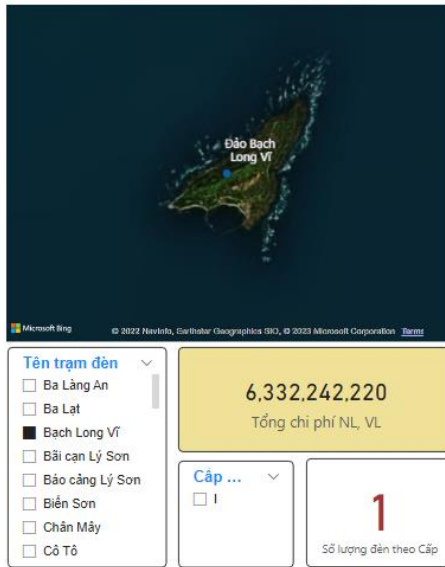 Đảo Bạch
Long Vĩ
Microsoft Bing
© 2022 NavInfo, Earthstar Geographics SIO, © 2023 Microsoft Corporation Terms
Tên trạm đèn
Ba Làng An
Ba Lạt
Bạch Long Vĩ
Bãi cạn Lý Sơn
Báo cảng Lý Sơn
Biển Sơn
Chân Mây
Cô Tô
6,332,242,220
Tổng chi phí NL, VL
Cấp ...
I
1
Số lượng đèn theo Cấp